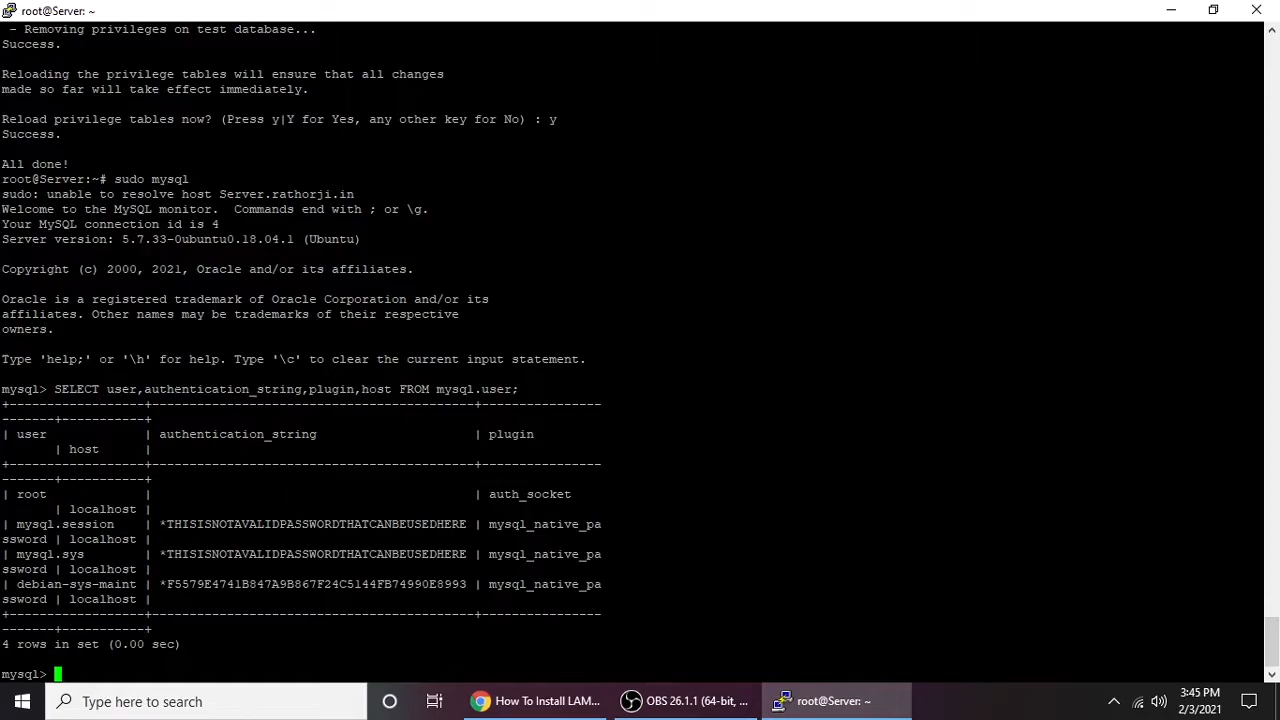 root@Server: ~
- Removing privileges on test database...
Success.
Reloading the privilege tables will ensure that all changes
made so far will take effect immediately.
Reload privilege tables now? (Press y|Y for Yes, any other key for No) : y
Success.
All done!
root@Server:~# sudo mysql
sudo: unable to resolve host Server.rathorji.in
Welcome to the MySQL monitor.  Commands end with ; or \g.
Your MySQL connection id is 4
Server version: 5.7.33-0ubuntu0.18.04.1 (Ubuntu)
Copyright (c) 2000, 2021, Oracle and/or its affiliates.
Oracle is a registered trademark of Oracle Corporation and/or its
affiliates. Other names may be trademarks of their respective
owners.
Type 'help;' or '\h' for help. Type '\c' to clear the current input statement.
mysql> SELECT user,authentication_string,plugin,host FROM mysql.user;
+------------------+-------------------------------------------+----------------
-------+-----------+
| user             | authentication_string                     | plugin
       | host      |
+------------------+-------------------------------------------+----------------
-------+-----------+
| root             |                                           | auth_socket
       | localhost |
| mysql.session    | *THISISNOTAVALIDPASSWORDTHATCANBEUSEDHERE | mysql_native_pa
ssword | localhost |
| mysql.sys        | *THISISNOTAVALIDPASSWORDTHATCANBEUSEDHERE | mysql_native_pa
ssword | localhost |
| debian-sys-maint | *F5579E4741B847A9B867F24C5144FB74990E8993 | mysql_native_pa
ssword | localhost |
+------------------+-------------------------------------------+----------------
-------+-----------+
4 rows in set (0.00 sec)
mysql>
Type here to search
How To Install LAM...
OBS 26.1.1 (64-bit, ...
root@Server: ~
3:45 PM
2/3/2021